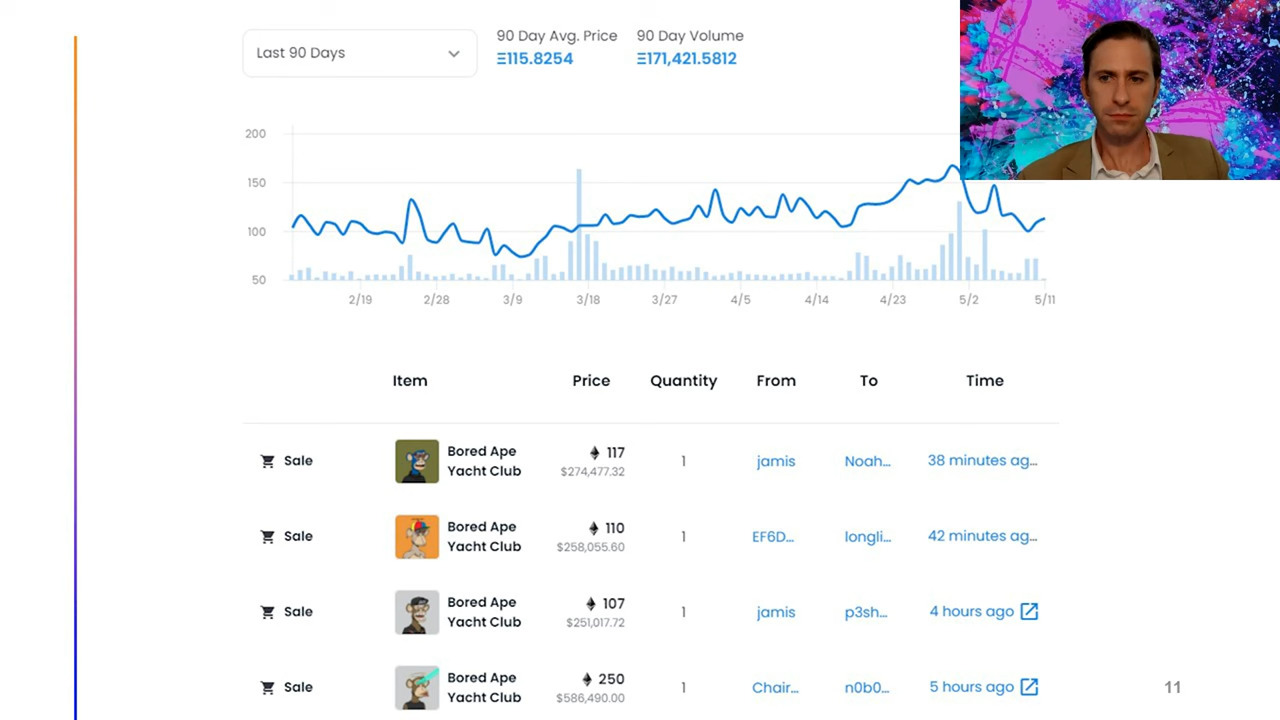 Last 90 Days
90 Day Avg. Price
90 Day Volume
Ξ115.8254
Ξ171,421.5812
200
150
100
50
2/19
2/28
3/9
3/18
3/27
4/5
4/14
4/23
5/2
5/11
Item
Price
Quantity
From
To
Time
Sale
Bored Ape
Yacht Club
117
$274,477.32
1
jamis
Noah...
38 minutes ag...
Sale
Bored Ape
Yacht Club
110
$258,055.60
1
EF6D...
longli...
42 minutes ag...
Sale
Bored Ape
Yacht Club
107
$251,017.72
1
jamis
p3sh...
4 hours ago
Sale
Bored Ape
Yacht Club
250
$586,490.00
1
Chair...
n0b0...
5 hours ago
11